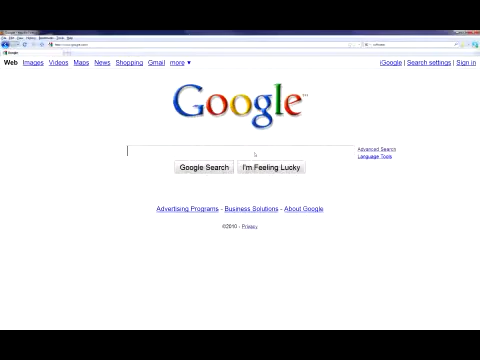 Web Images Videos Maps News Shopping Gmail more ▼
iGoogle | Search settings | Sign in
Google
Advanced Search
Language Tools
Google Search
I'm Feeling Lucky
Advertising Programs - Business Solutions - About Google
©2010 - Privacy